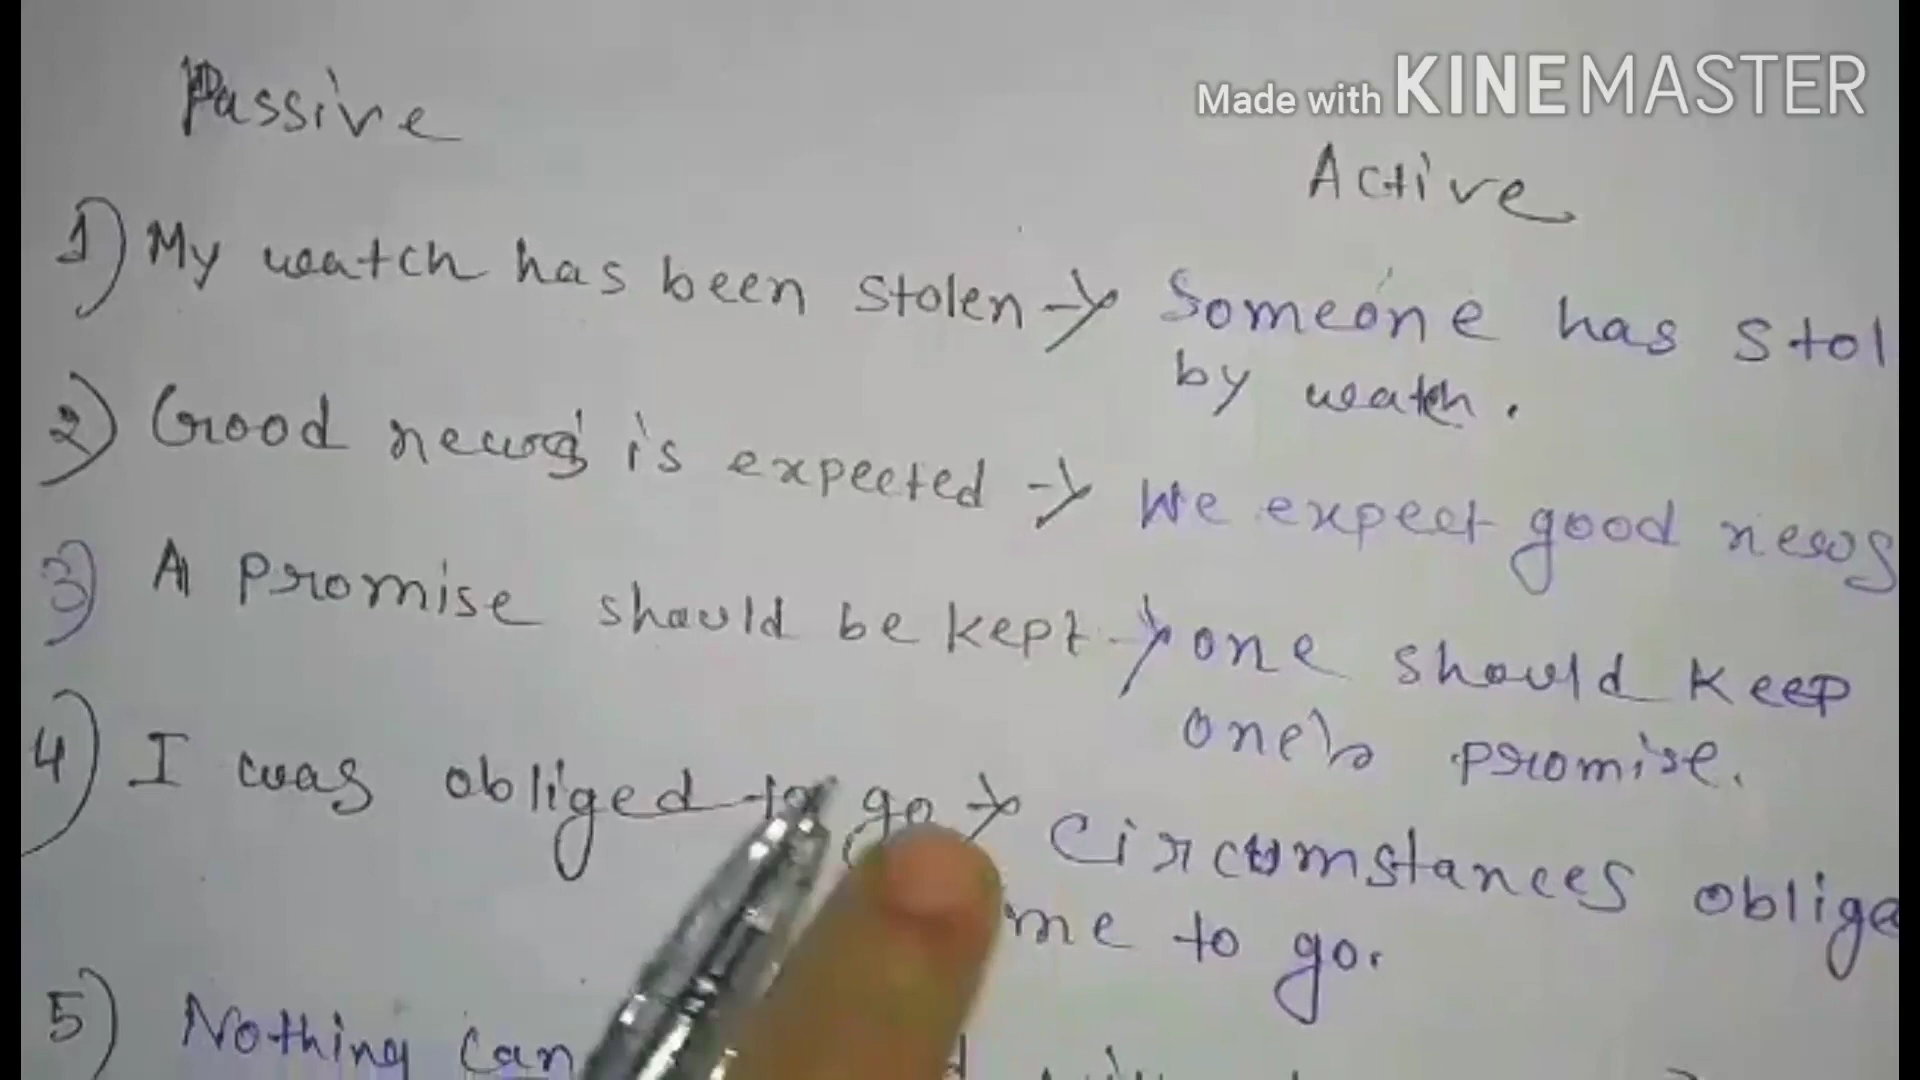 Made with KINEMASTER
Passive
Active
1) My watch has been stolen → Someone has stol
by watch.
2) Good news is expected → We expect good news
3) A promise should be kept → one should keep
one's promise.
4) I was obliged to go → circumstances oblige
me to go.
5) Nothing can